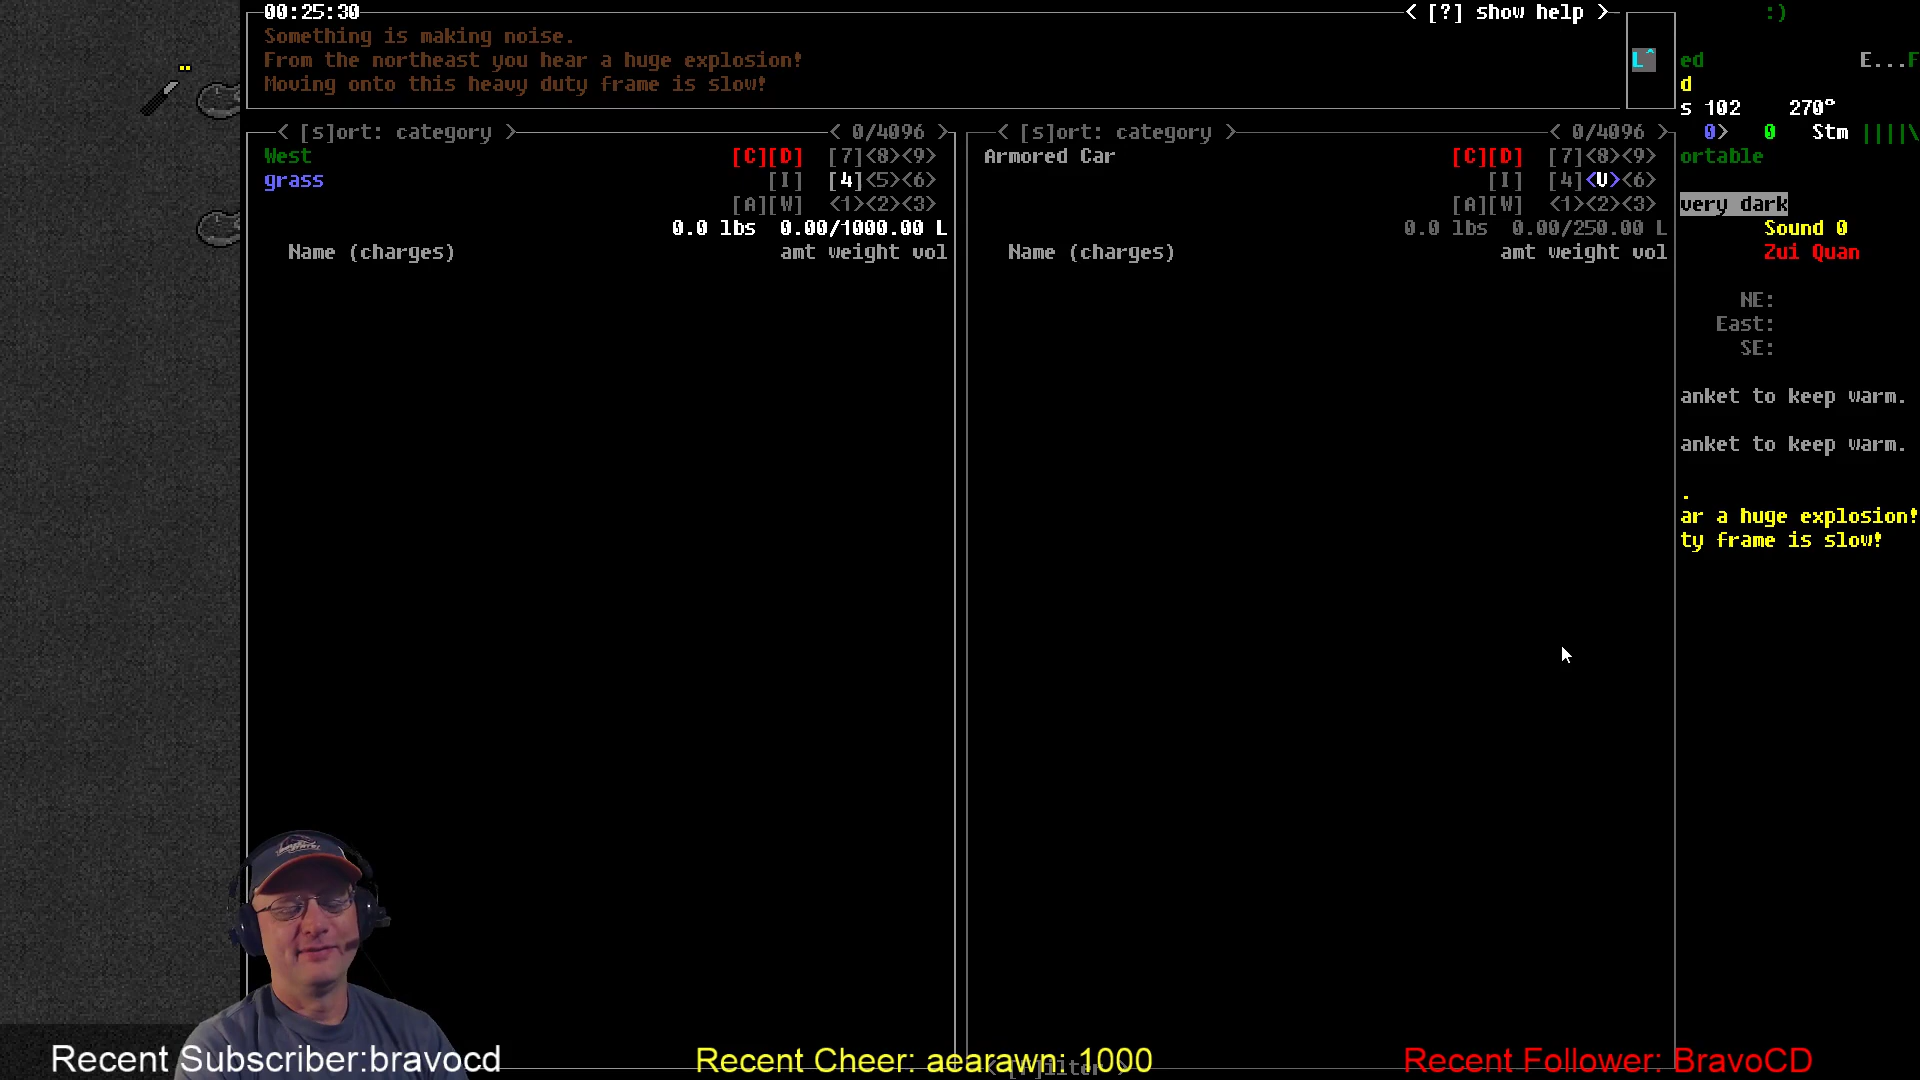 00:25:30
< [?] show help >
:)
Something is making noise.
From the northeast you hear a huge explosion!
Moving onto this heavy duty frame is slow!
L^
ed
E...F
d
s 102 270°
0> 0 Stm ||||\
< [s]ort: category >
< 0/4096 >
< [s]ort: category >
< 0/4096 >
West
[C][D] [7]<8><9>
Armored Car
[C][D] [7]<8><9>
ortable
grass
[I] [4]<5><6>
[I] [4]<V><6>
[A][W] <1><2><3>
[A][W] <1><2><3>
very dark
0.0 lbs 0.00/1000.00 L
0.0 lbs 0.00/250.00 L
Sound 0
Name (charges)
amt weight vol
Name (charges)
amt weight vol
Zui Quan
NE:
East:
SE:
anket to keep warm.
anket to keep warm.
.
ar a huge explosion!
ty frame is slow!
Recent Subscriber:bravocd
Recent Cheer: aearawn: 1000
Recent Follower: BravoCD